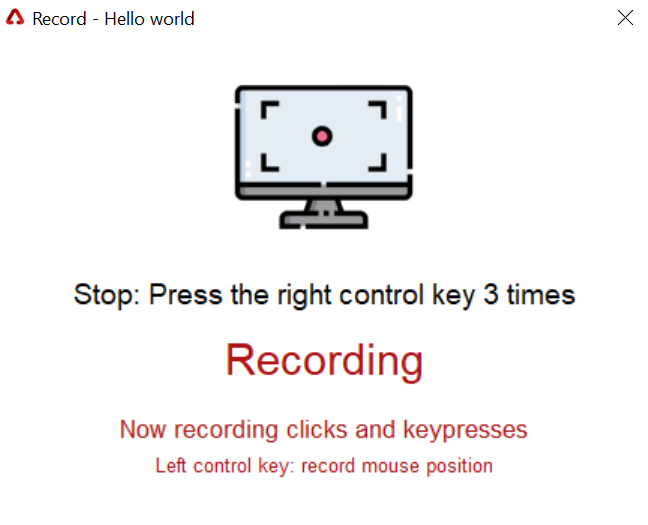 Record - Hello world
Stop: Press the right control key 3 times
Recording
Now recording clicks and keypresses
Left control key: record mouse position